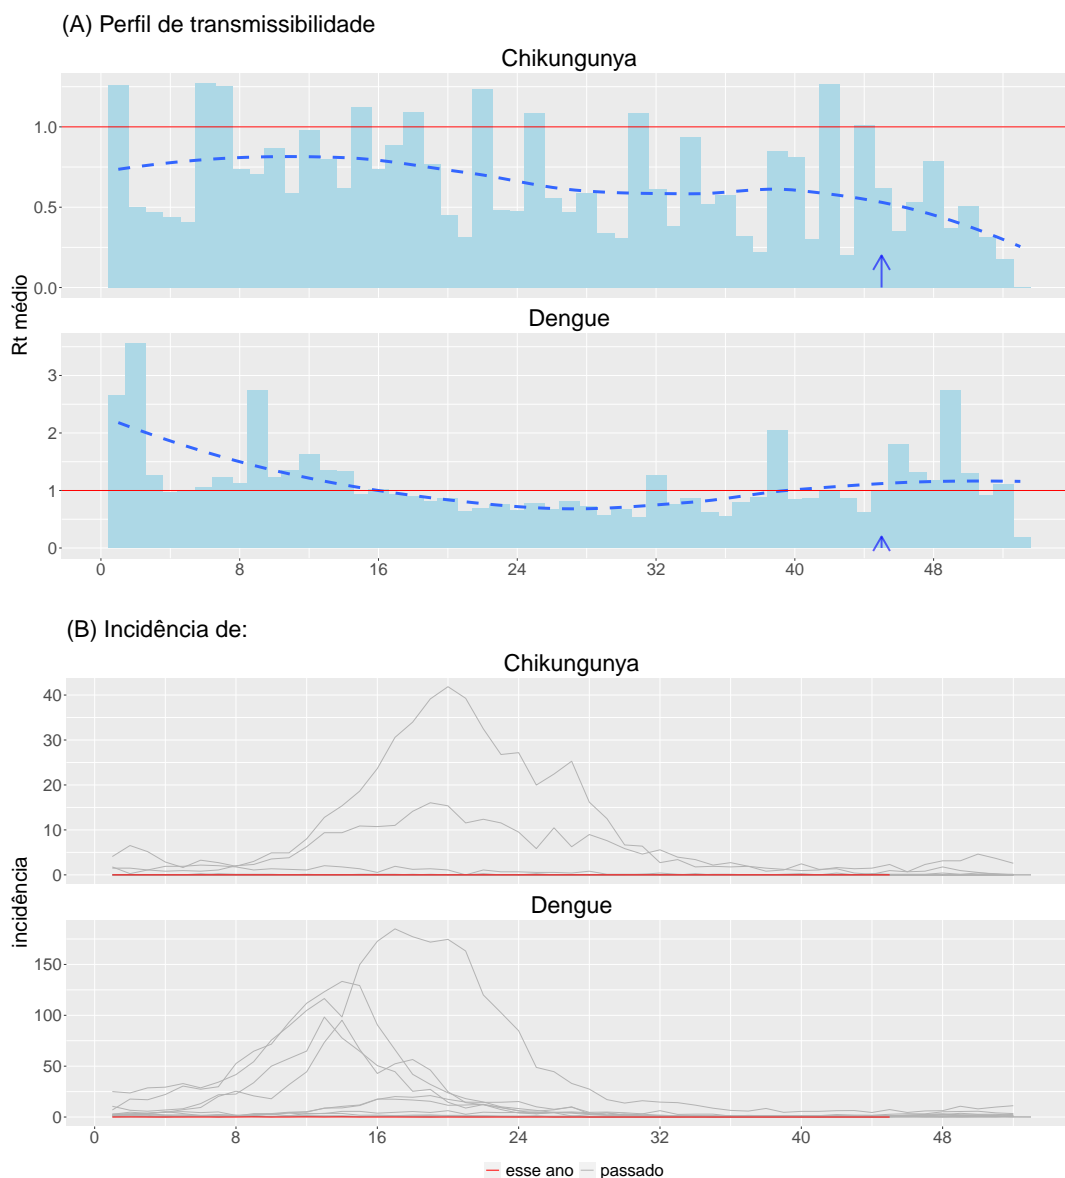 (A) Perfil de transmissibilidade
Chikungunya
1.0
0.5
0.0
Rt médio
Dengue
3
2
1
0
0 8 16 24 32 40 48
(B) Incidência de:
Chikungunya
40
30
20
10
0
incidência
Dengue
150
100
50
0
0 8 16 24 32 40 48
esse ano passado